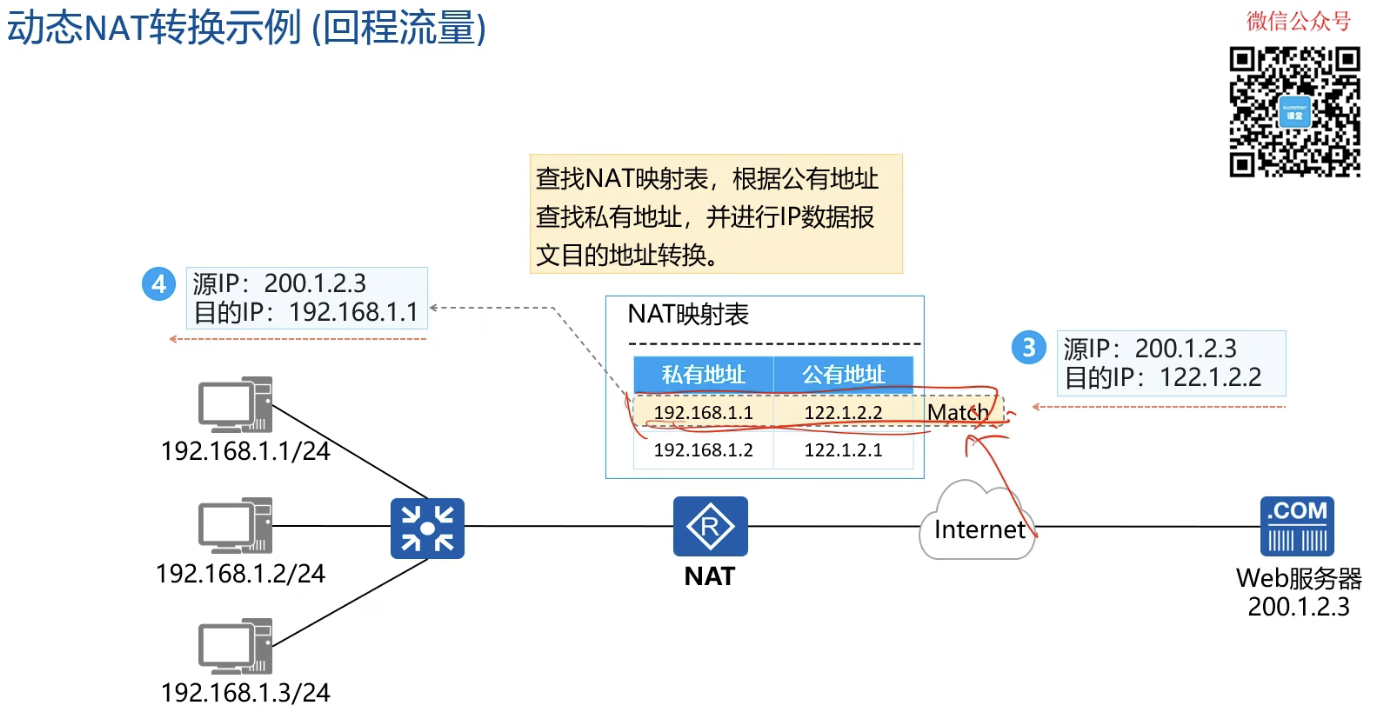 动态NAT转换示例 (回程流量)
微信公众号
summer
课堂
查找NAT映射表，根据公有地址
查找私有地址，并进行IP数据报
文目的地址转换。
4
源IP：200.1.2.3
目的IP：192.168.1.1
NAT映射表
3
源IP：200.1.2.3
目的IP：122.1.2.2
私有地址 公有地址
192.168.1.1 122.1.2.2 Match
192.168.1.2 122.1.2.1
192.168.1.1/24
192.168.1.2/24
192.168.1.3/24
R
NAT
Internet
.COM
Web服务器
200.1.2.3